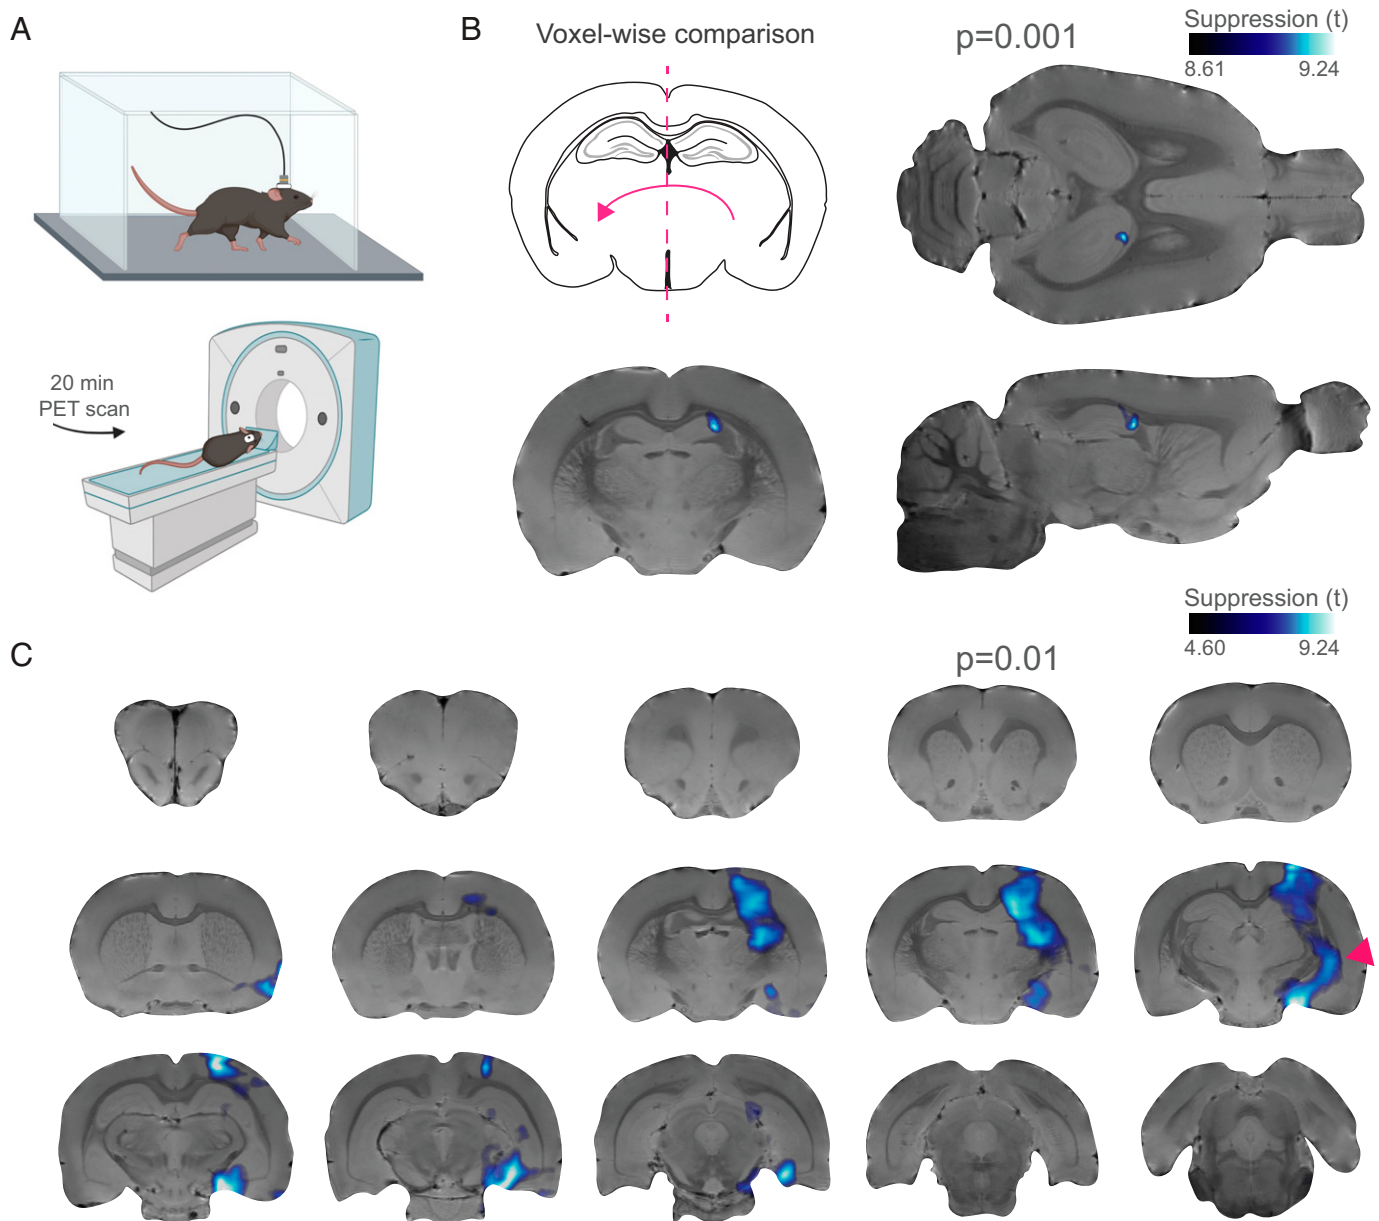 A
20 min
PET scan
B
Voxel-wise comparison
p=0.001
Suppression (t)
8.61 9.24
C
p=0.01
Suppression (t)
4.60 9.24